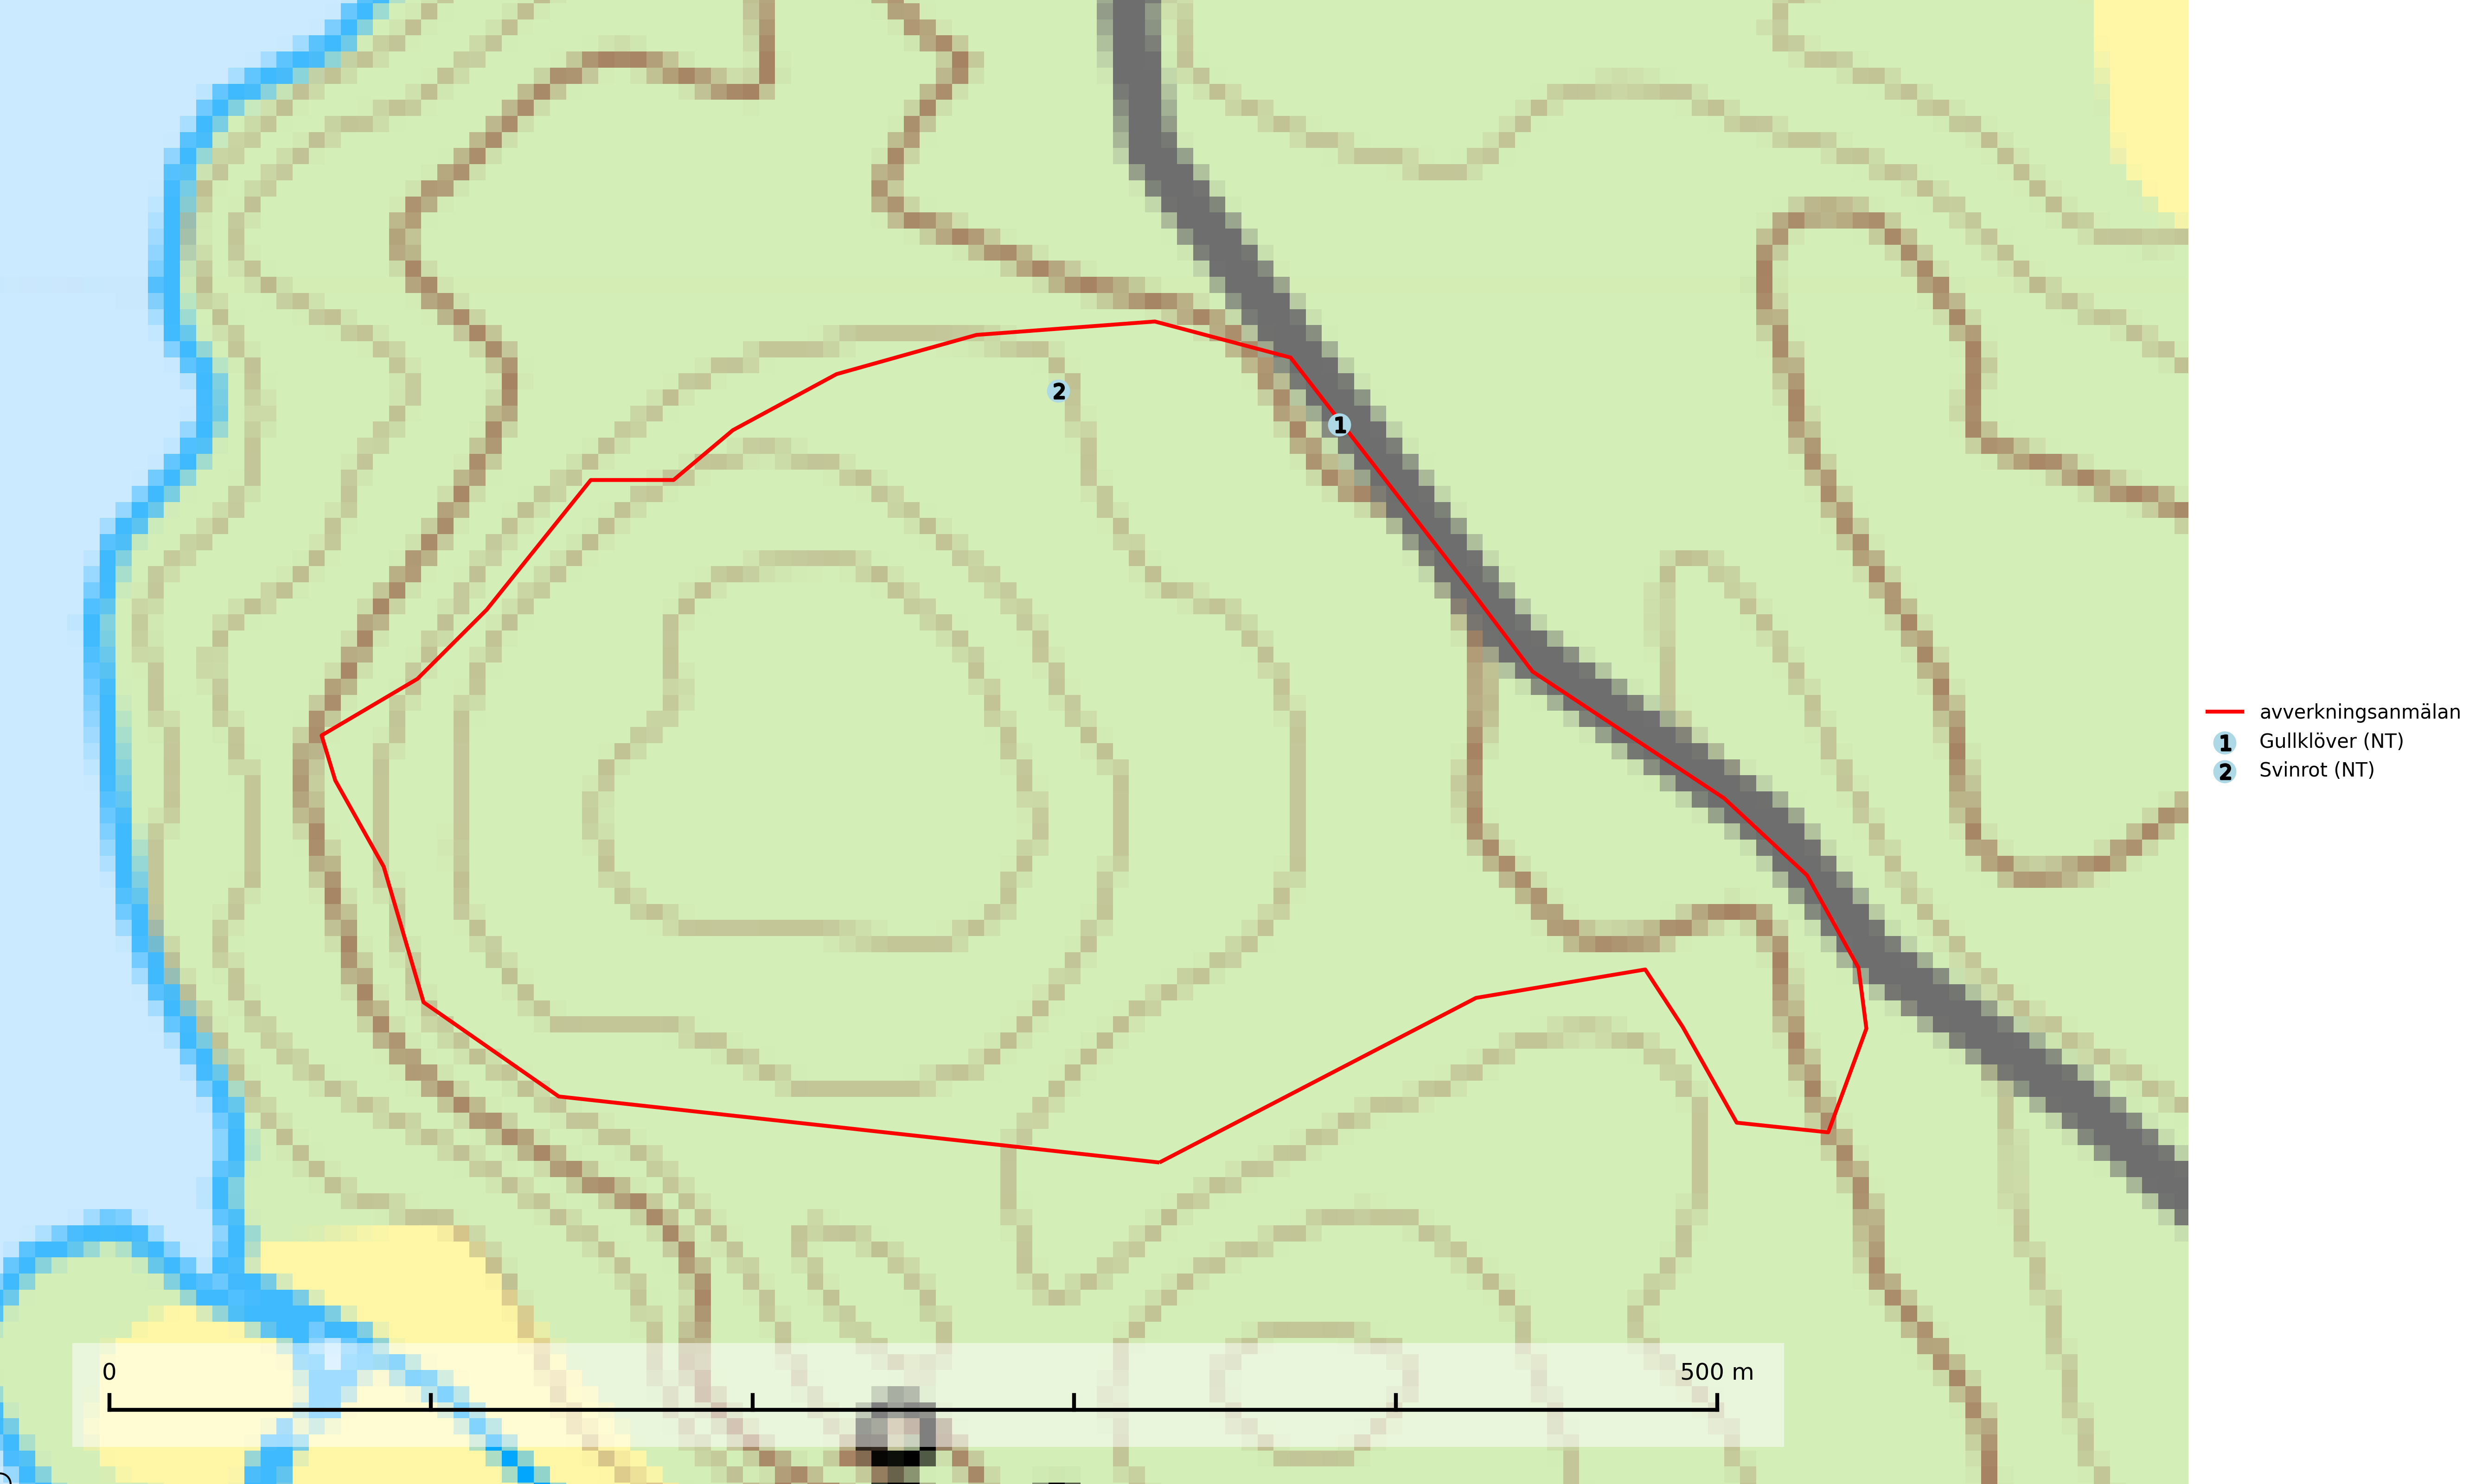 2
1
avverkningsanmälan
1 Gullklöver (NT)
2 Svinrot (NT)
0 500 m